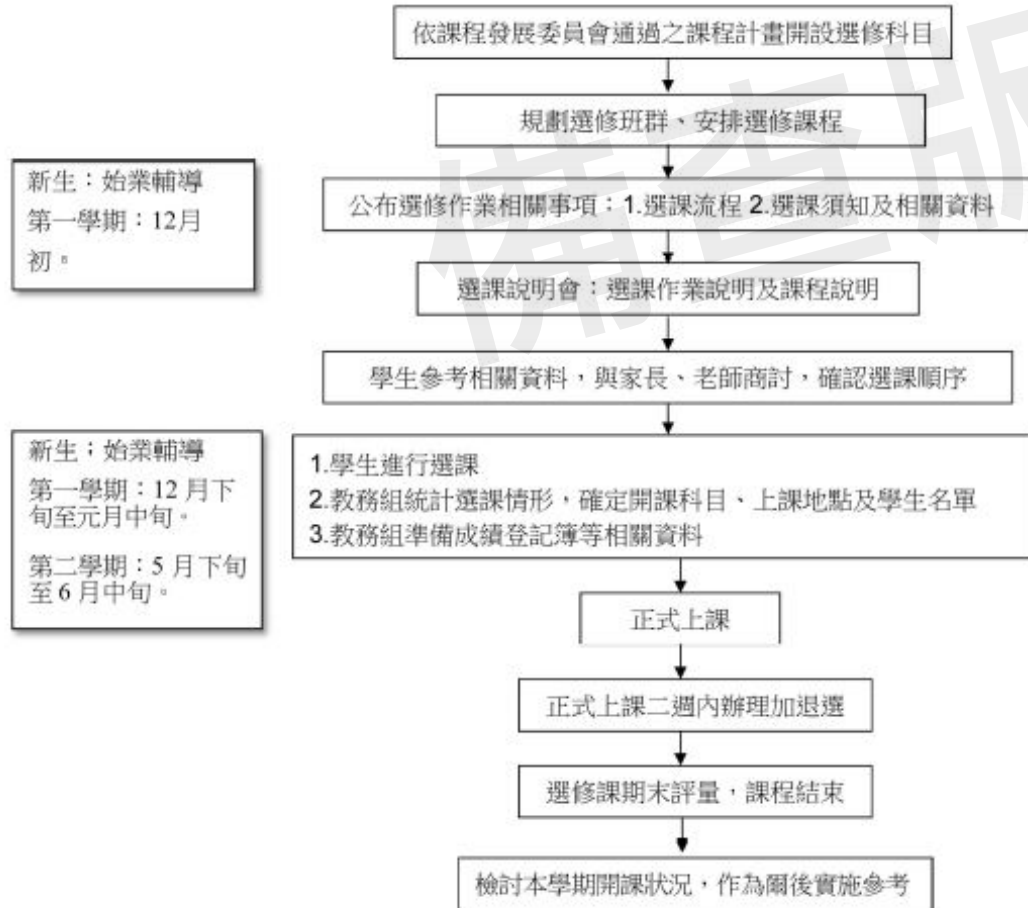 依課程發展委員會通過之課程計畫開設選修科目
規劃選修班群、安排選修課程
新生：始業輔導
第一學期：12月
初。
公布選修作業相關事項：1.選課流程 2.選課須知及相關資料
選課說明會：選課作業說明及課程說明
學生參考相關資料，與家長、老師商討，確認選課順序
新生；始業輔導
第一學期：12 月下
旬至元月中旬。
第二學期：5 月下旬
至 6 月中旬。
1.學生進行選課
2.教務組統計選課情形，確定開課科目、上課地點及學生名單
3.教務組準備成績登記簿等相關資料
正式上課
正式上課二週內辦理加退選
選修課期末評量，課程結束
檢討本學期開課狀況，作為爾後實施參考
備查版